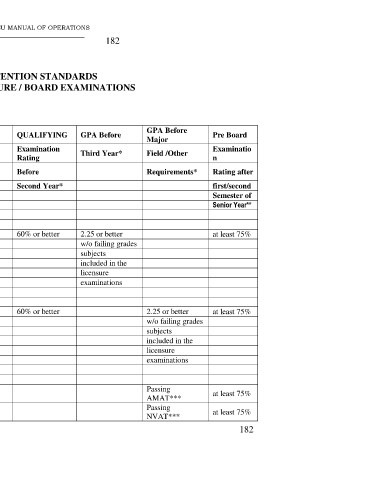 U MANUAL OF OPERATIONS
182
TENTION STANDARDS
URE / BOARD EXAMINATIONS
QUALIFYING GPA Before GPA Before Major Pre Board
Examination Rating Third Year* Field /Other Examinatio n
Before Requirements* Rating after
Second Year* first/second
Semester of
Senior Year**
60% or better 2.25 or better at least 75%
w/o failing grades
subjects
included in the
licensure
examinations
60% or better 2.25 or better at least 75%
w/o failing grades
subjects
included in the
licensure
examinations
Passing AMAT*** at least 75%
Passing NVAT*** at least 75%
182